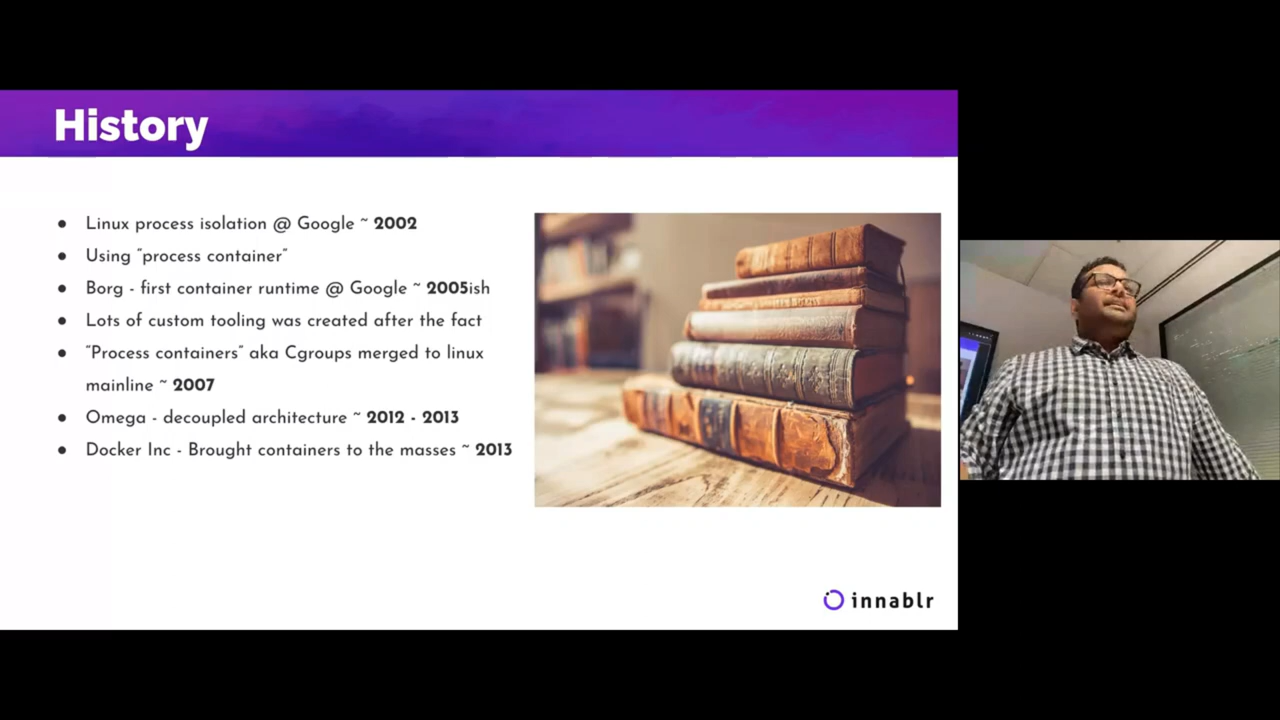 History
● Linux process isolation @ Google ~ 2002
● Using “process container”
● Borg - first container runtime @ Google ~ 2005ish
● Lots of custom tooling was created after the fact
● “Process containers” aka Cgroups merged to linux
mainline ~ 2007
● Omega - decoupled architecture ~ 2012 - 2013
● Docker Inc - Brought containers to the masses ~ 2013
innablr